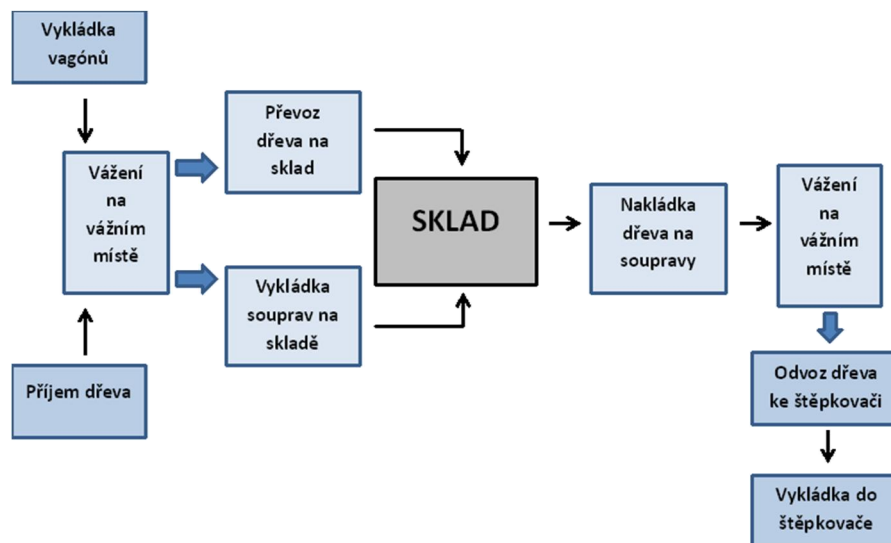 Vykládka
vagónů
Vážení
na
vážním
místě
Příjem dřeva
Převoz
dřeva na
sklad
Vykládka
souprav na
skladě
SKLAD
Nakládka
dřeva na
soupravy
Vážení
na
vážním
místě
Odvoz dřeva
ke štěpkovači
Vykládka do
štěpkovače